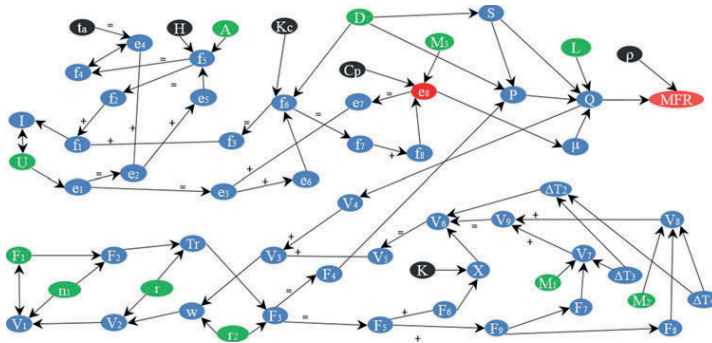 tₐ = H A Kc D S
e₄ M₃ L ρ
f₄ = f₅ Cp
f₂ = e₅ e₇ = e₈ P Q MFR
I + + f₆ =
f₁ + f₃ = f₇ + f₈ μ
U = e₂ + e₆
e₁ = e₃ +
V₄ ΔT₂
+ V₆ V₉ + V₈
F₁ F₂ Tr V₃ + = V₅ = + V₇
n₁ r F₄ K X M₁ ΔT₃
= M₂ ΔT₄
V₁ V₂ w r₂ F₃ = F₅ + F₆ F₇
+ F₉ F₈